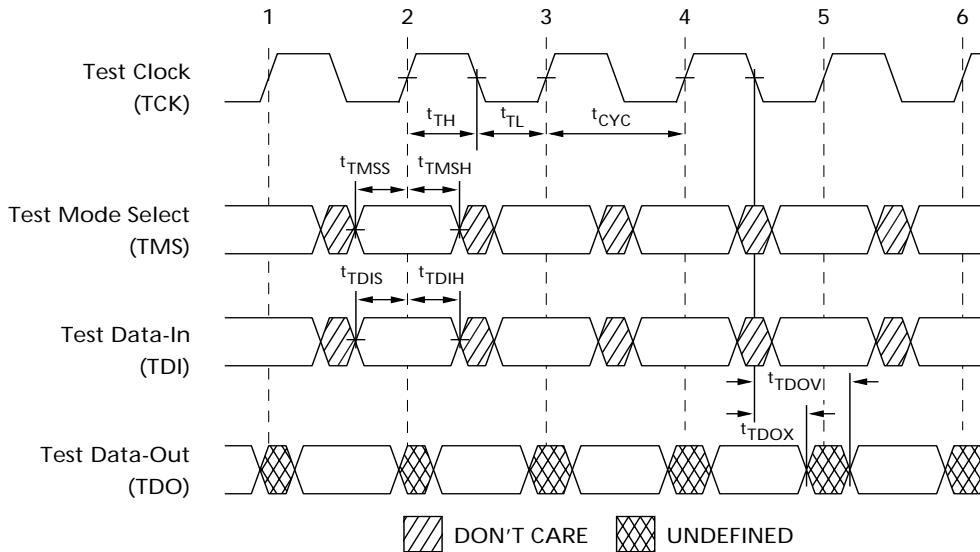 1 2 3 4 5 6
Test Clock
(TCK)
tTH tTL tCYC
tTMSS tTMSH
Test Mode Select
(TMS)
tTDIS tTDIH
Test Data-In
(TDI)
tTDOV
tTDOX
Test Data-Out
(TDO)
DON'T CARE UNDEFINED